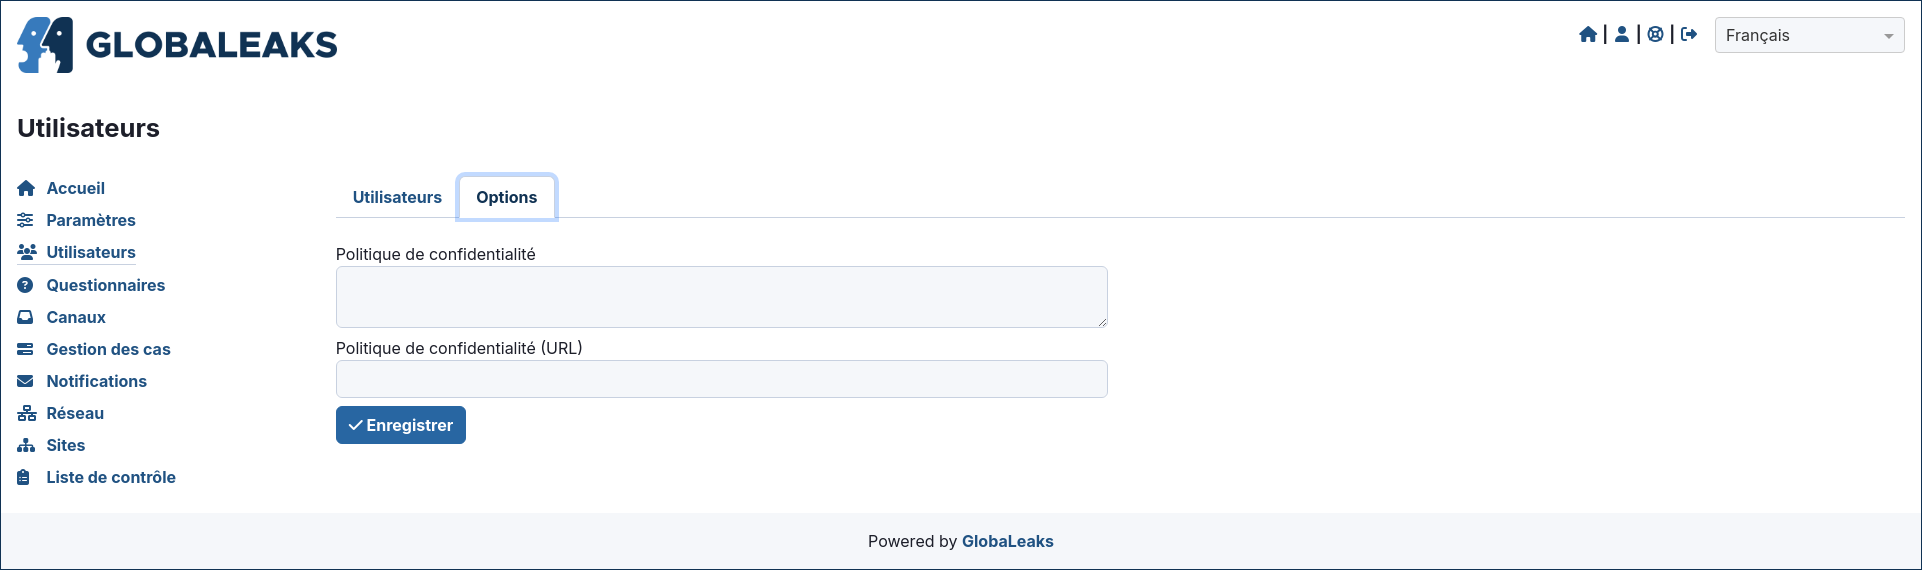 GLOBALEAKS
Français
Utilisateurs
Accueil
Paramètres
Utilisateurs
Questionnaires
Canaux
Gestion des cas
Notifications
Réseau
Sites
Liste de contrôle
Utilisateurs
Options
Politique de confidentialité
Politique de confidentialité (URL)
Enregistrer
Powered by GlobaLeaks